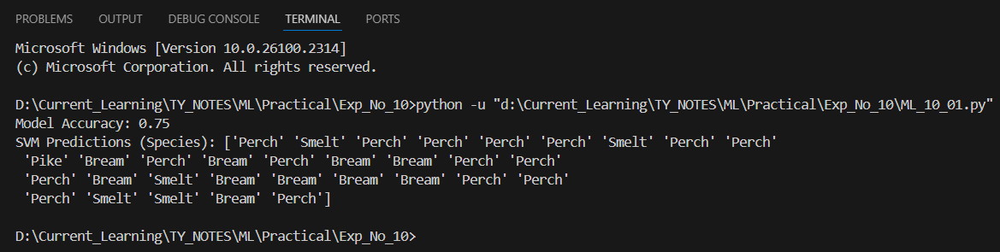 PROBLEMS OUTPUT DEBUG CONSOLE TERMINAL PORTS
Microsoft Windows [Version 10.0.26100.2314]
(c) Microsoft Corporation. All rights reserved.
D:\Current_Learning\TY_NOTES\ML\Practical\Exp_No_10>python -u "d:\Current_Learning\TY_NOTES\ML\Practical\Exp_No_10\ML_10_01.py"
Model Accuracy: 0.75
SVM Predictions (Species): ['Perch' 'Smelt' 'Perch' 'Perch' 'Perch' 'Perch' 'Smelt' 'Perch' 'Perch'
'Pike' 'Bream' 'Perch' 'Bream' 'Perch' 'Bream' 'Bream' 'Perch' 'Perch'
'Perch' 'Bream' 'Smelt' 'Bream' 'Bream' 'Bream' 'Bream' 'Perch' 'Perch'
'Perch' 'Smelt' 'Smelt' 'Bream' 'Perch']
D:\Current_Learning\TY_NOTES\ML\Practical\Exp_No_10>